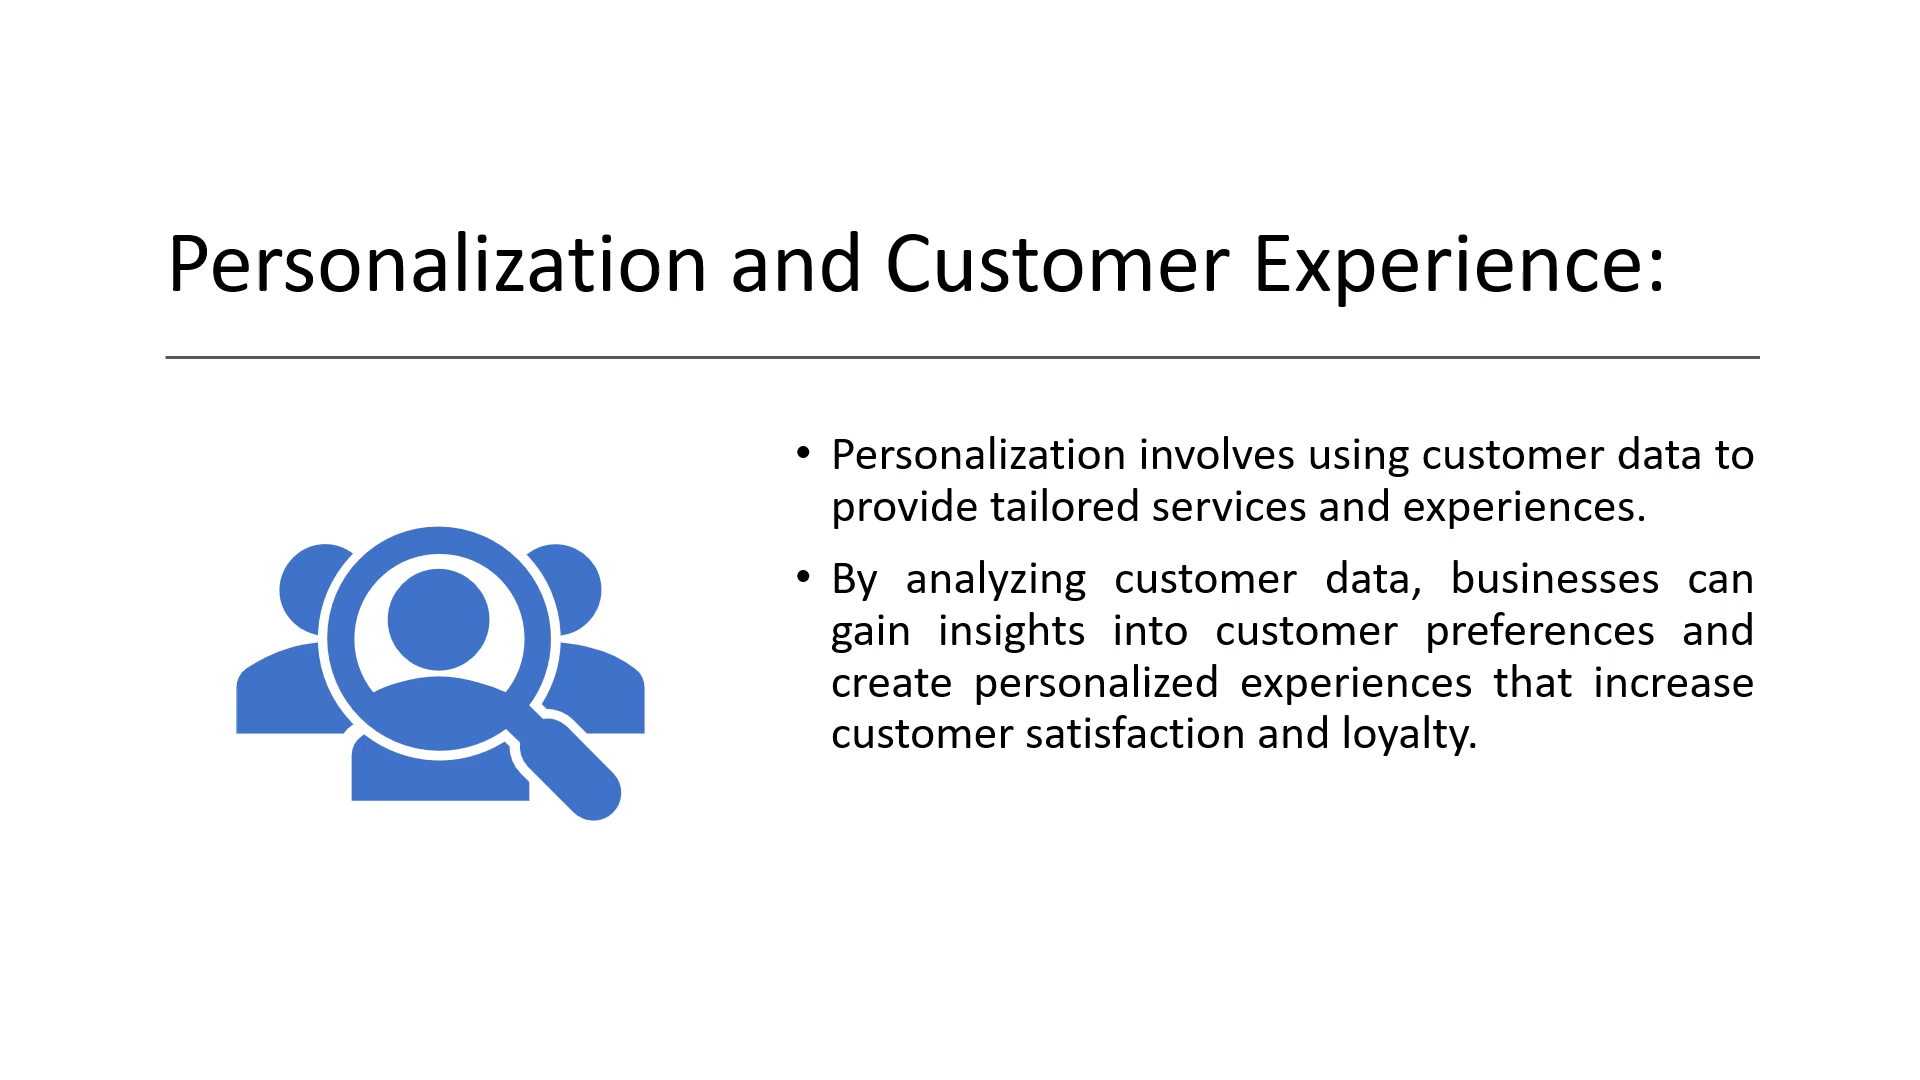 Personalization and Customer Experience:
• Personalization involves using customer data to
provide tailored services and experiences.
• By analyzing customer data, businesses can
gain insights into customer preferences and
create personalized experiences that increase
customer satisfaction and loyalty.